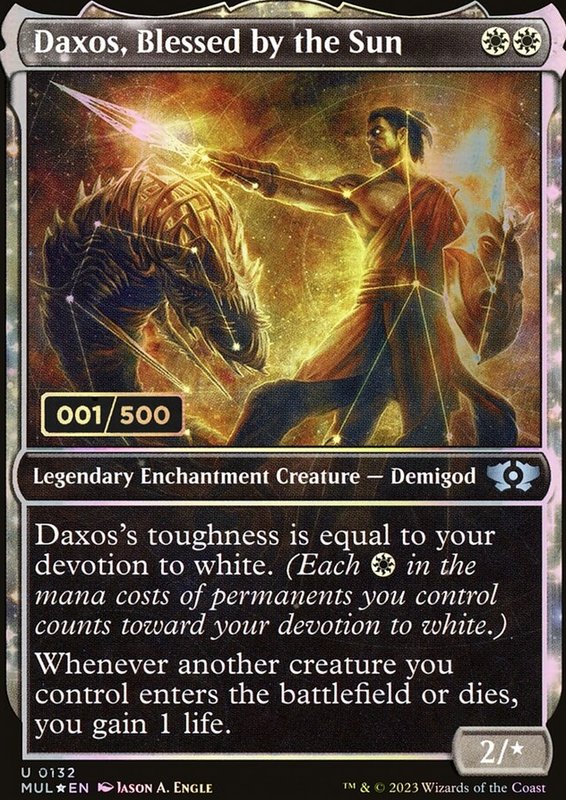 Daxos, Blessed by the Sun
001/500
Legendary Enchantment Creature — Demigod
Daxos's toughness is equal to your
devotion to white. (Each in the
mana costs of permanents you control
counts toward your devotion to white.)
Whenever another creature you
control enters the battlefield or dies,
you gain 1 life.
2/★
U 0132
MUL★EN Jason A. Engle
™ & © 2023 Wizards of the Coast